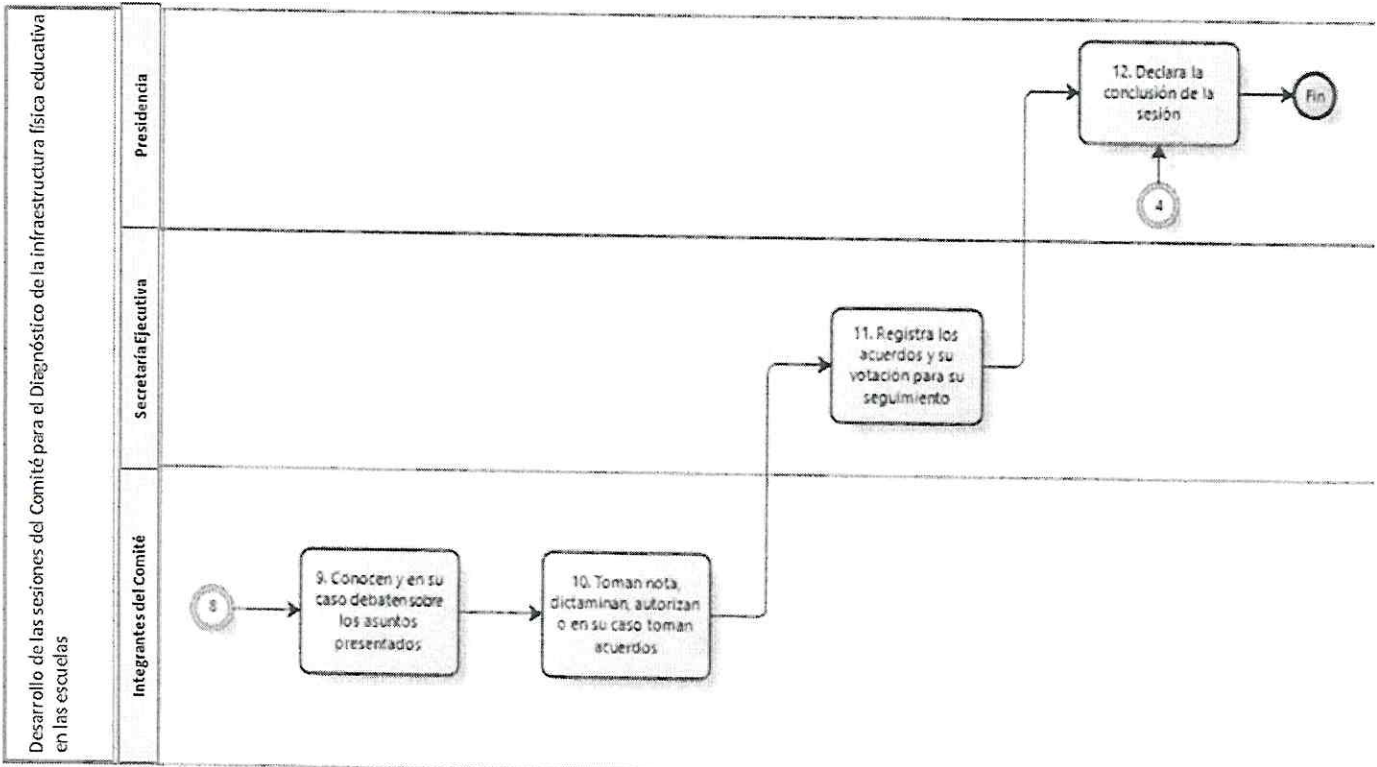 Desarrollo de las sesiones del Comité para el Diagnóstico de la infraestructura física educativa
en las escuelas
Presidencia
12. Declara la
conclusión de la
sesión
Fin
4
Secretaría Ejecutiva
11. Registra los
acuerdos y su
votación para su
seguimiento
Integrantes del Comité
8
9. Conocen y en su
caso debaten sobre
los asuntos
presentados
10. Toman nota,
dictaminan, autorizan
o en su caso toman
acuerdos